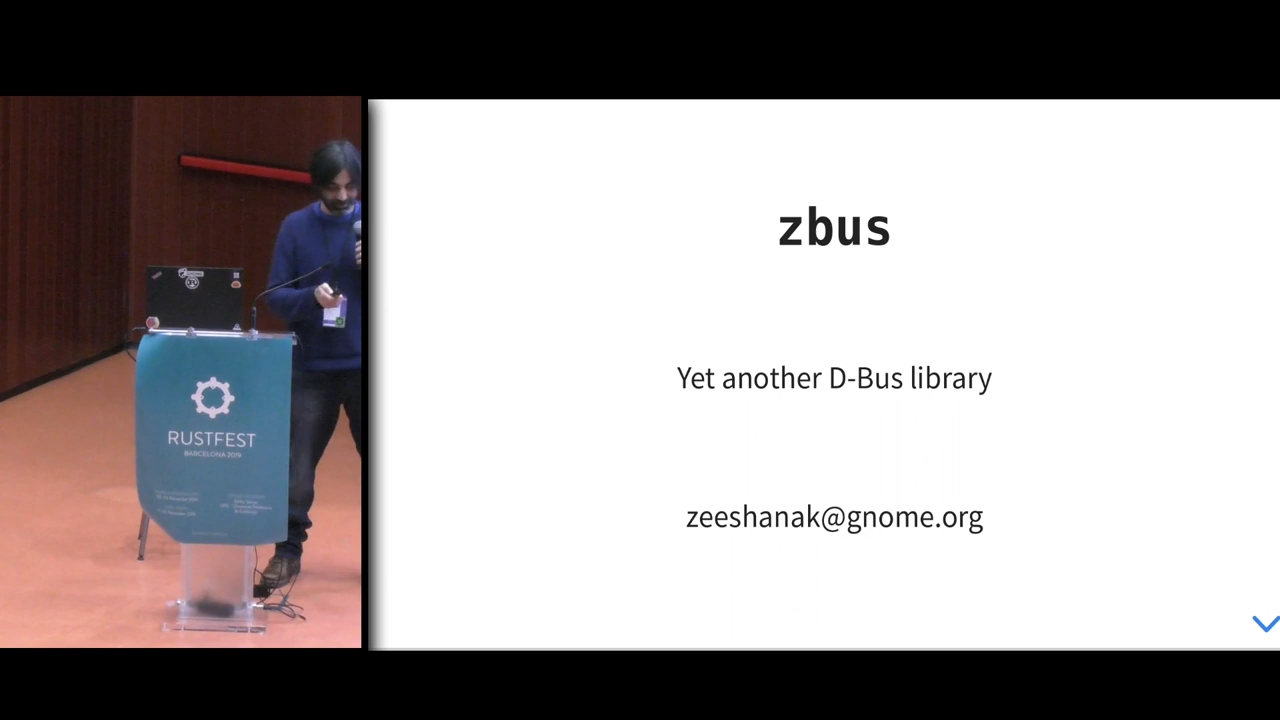 zbus
Yet another D-Bus library
zeeshanak@gnome.org
RUSTFEST
BARCELONA 2019